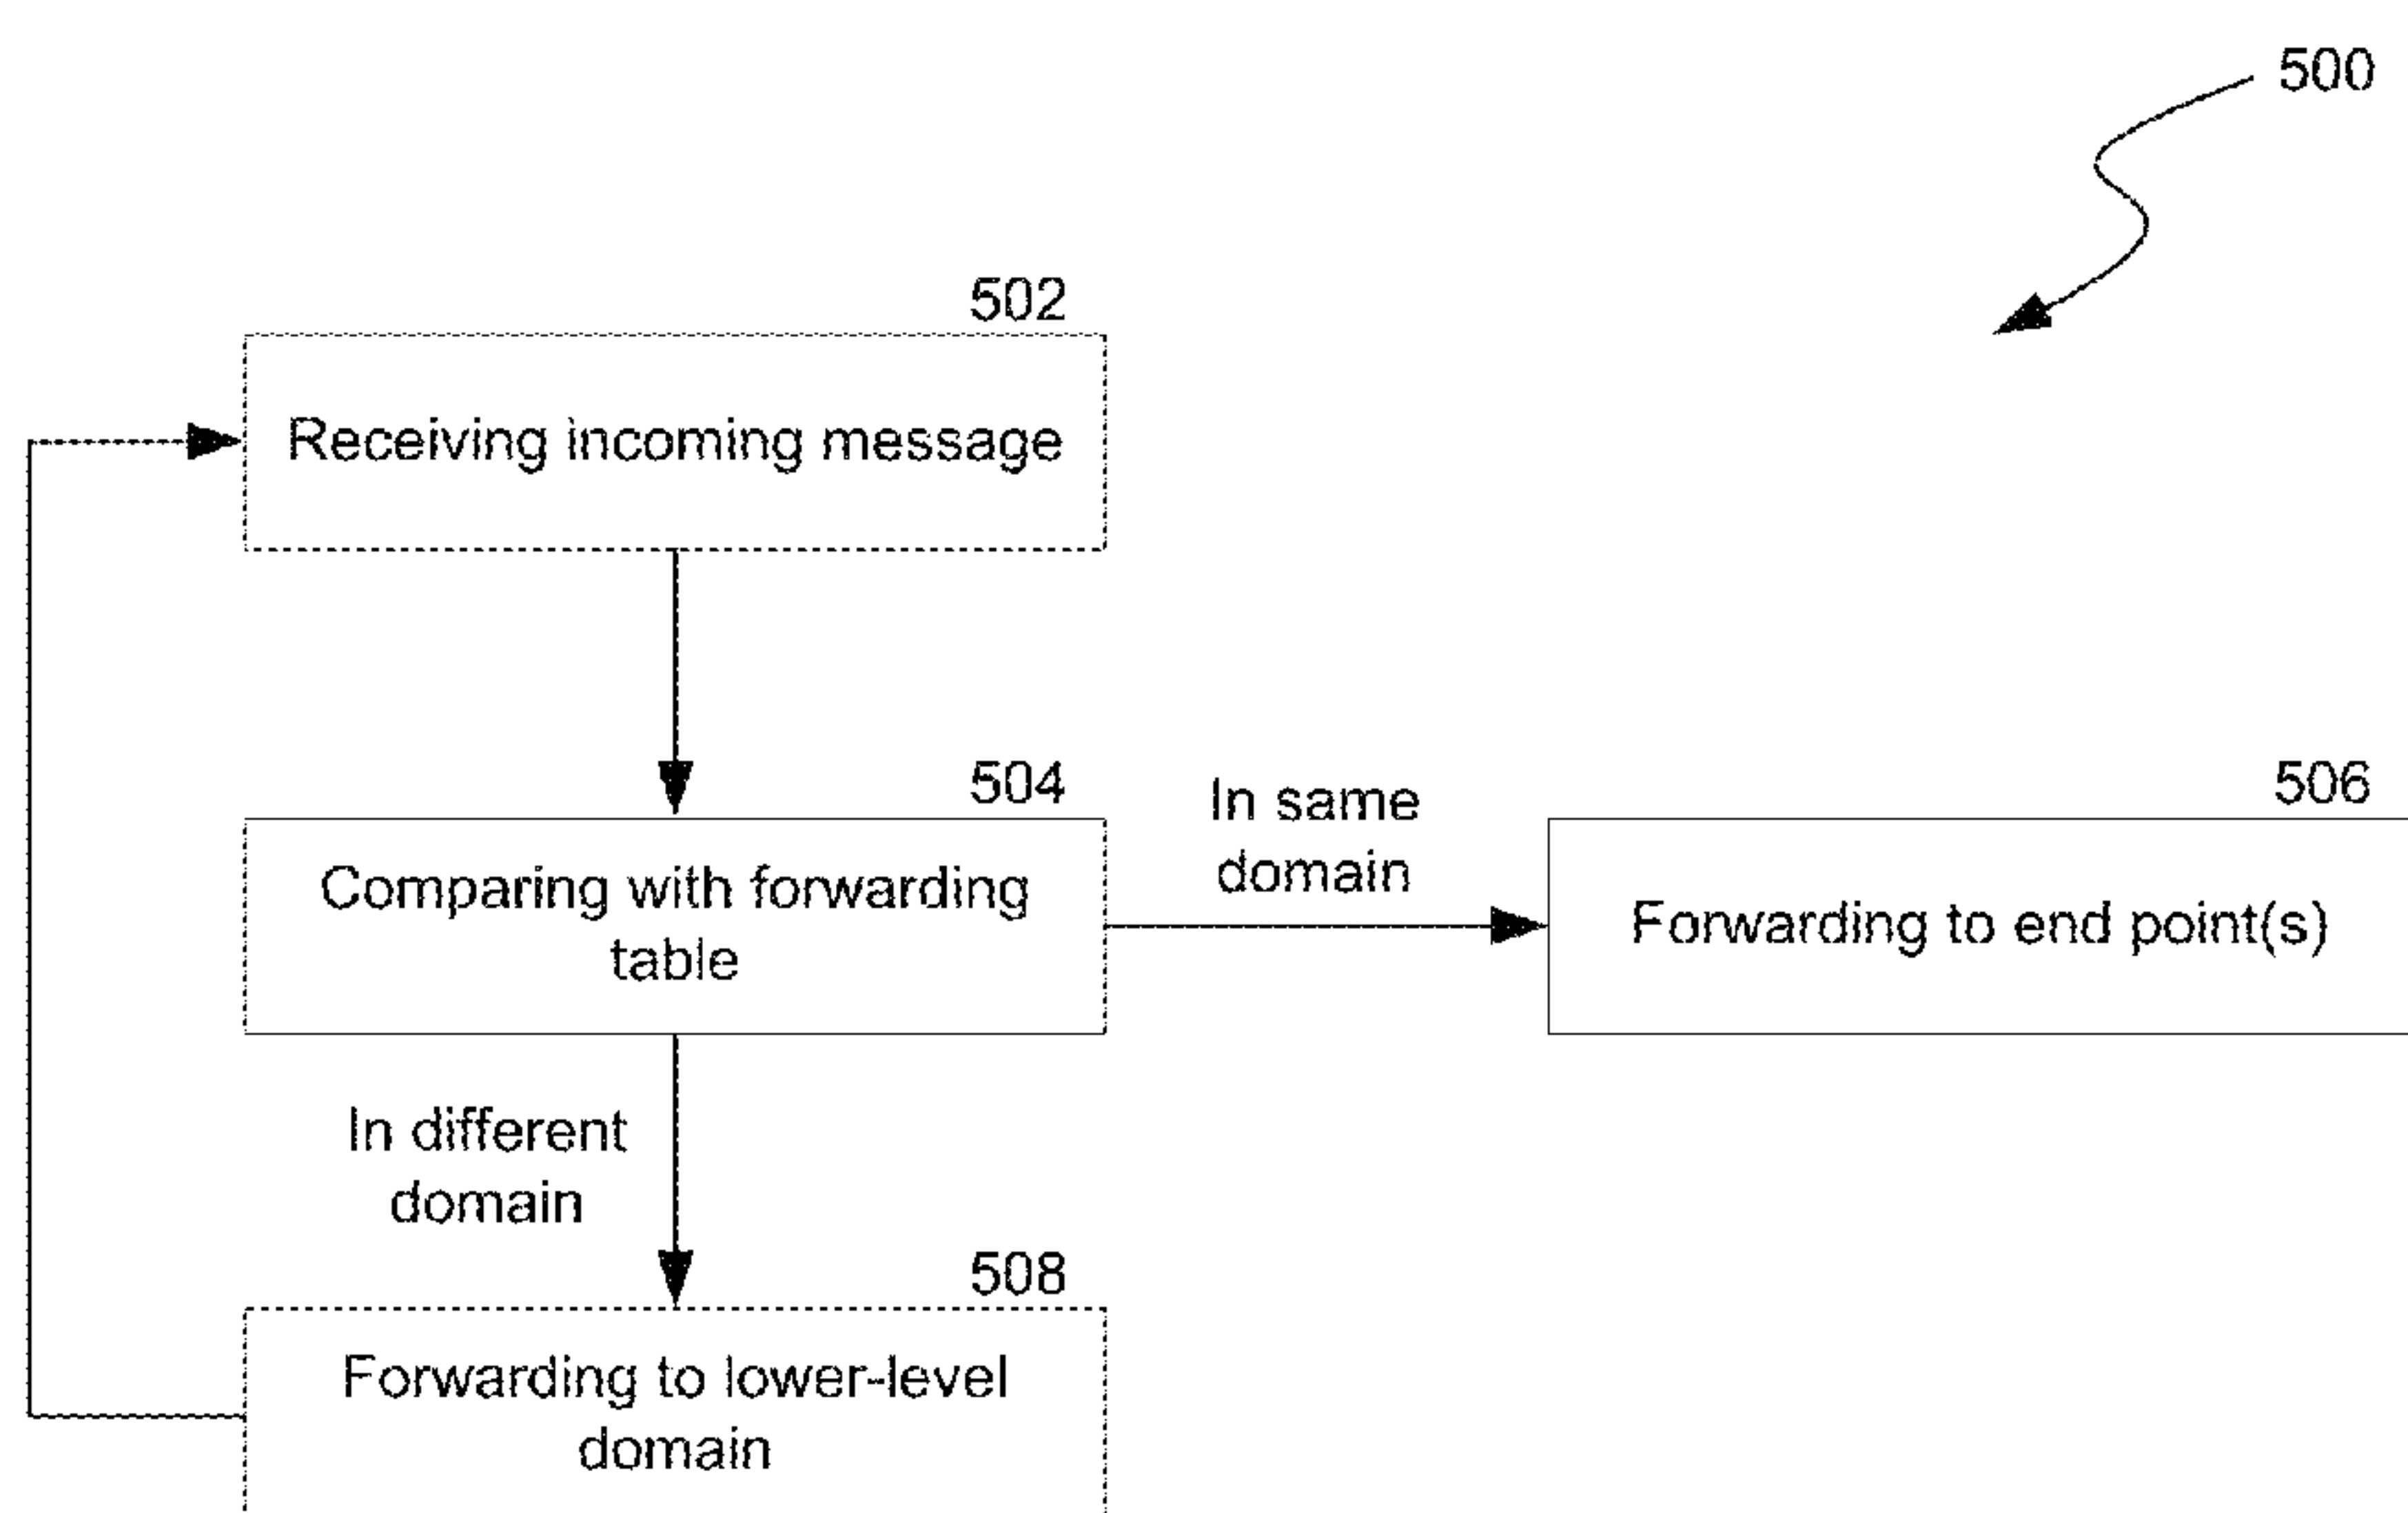 500
502
Receiving incoming message
504
Comparing with forwarding
table
In same
domain
506
Forwarding to end point(s)
In different
domain
508
Forwarding to lower-level
domain